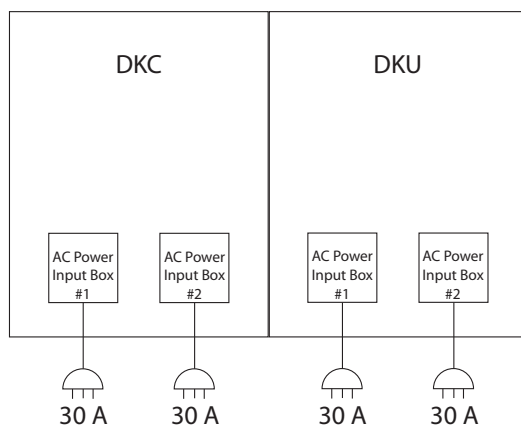 DKC
DKU
AC Power
Input Box
#1
AC Power
Input Box
#2
AC Power
Input Box
#1
AC Power
Input Box
#2
30 A
30 A
30 A
30 A